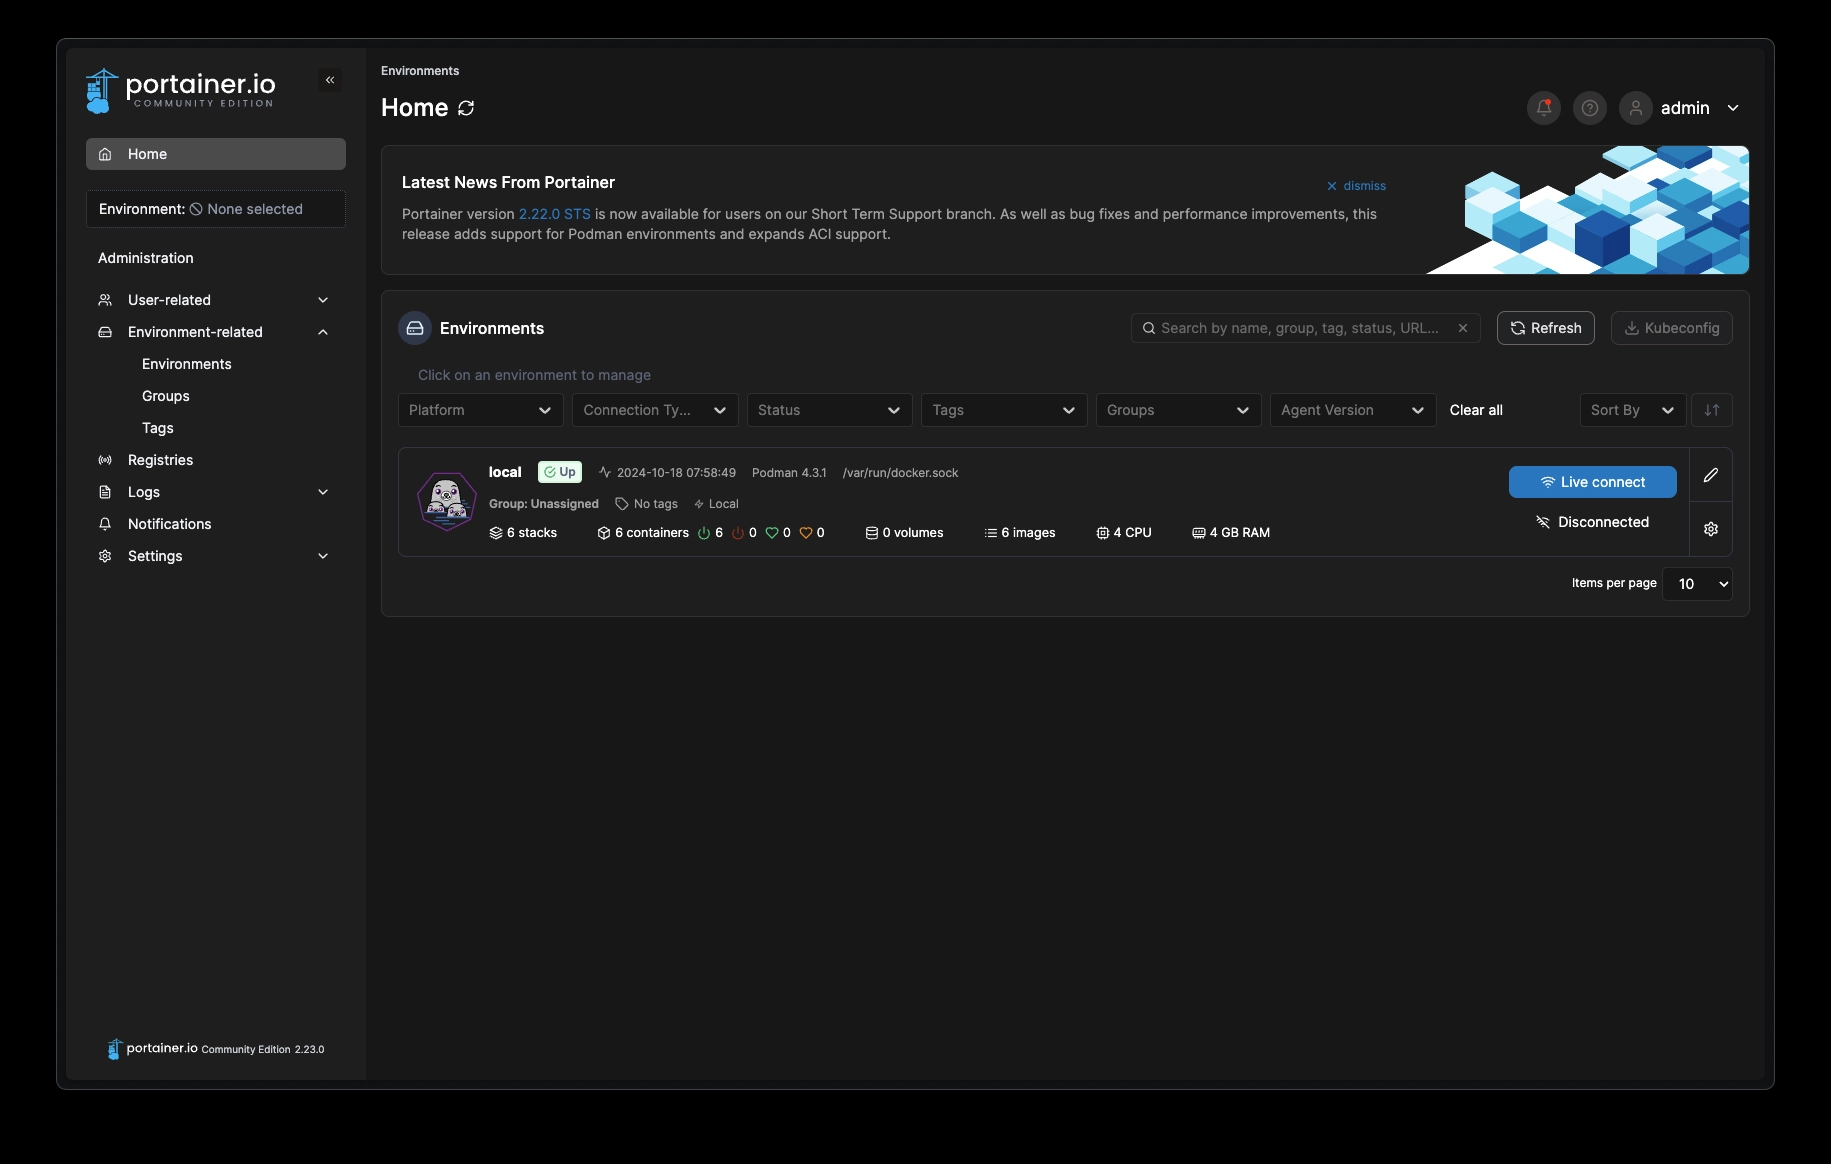 portainer.io
COMMUNITY EDITION
Home
Environment: None selected
Administration
User-related
Environment-related
Environments
Groups
Tags
Registries
Logs
Notifications
Settings
portainer.io Community Edition 2.23.0
Environments
Home
admin
Latest News From Portainer
dismiss
Portainer version 2.22.0 STS is now available for users on our Short Term Support branch. As well as bug fixes and performance improvements, this
release adds support for Podman environments and expands ACI support.
Environments
Search by name, group, tag, status, URL...
Refresh
Kubeconfig
Click on an environment to manage
Platform
Connection Ty...
Status
Tags
Groups
Agent Version
Clear all
Sort By
local Up 2024-10-18 07:58:49 Podman 4.3.1 /var/run/docker.sock
Group: Unassigned No tags Local
6 stacks 6 containers 6 0 0 0 0 volumes 6 images 4 CPU 4 GB RAM
Live connect
Disconnected
Items per page 10